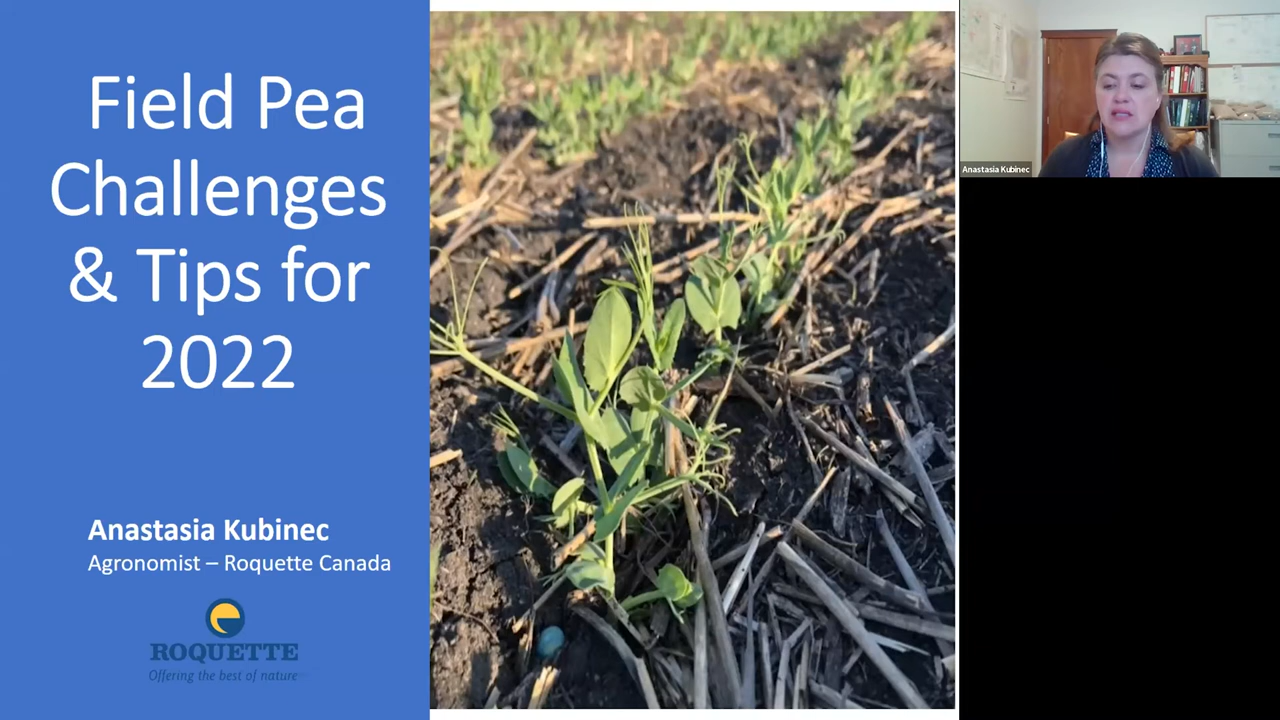 Field Pea
Challenges
& Tips for
2022
Anastasia Kubinec
Agronomist – Roquette Canada
ROQUETTE
Offering the best of nature
Anastasia Kubinec